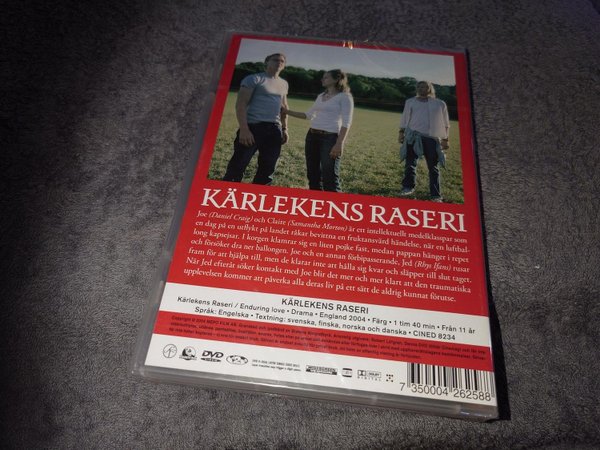 KÄRLEKENS RASERI
Joe (Daniel Craig) och Claire (Samantha Morton) är ett intellektuellt medelklasspar som
en dag på en utflykt på landet råkar bevittna en fruktansvärd händelse, när en luftbal-
long kapsejsar. I korgen klamrar sig en liten pojke fast, medan pappan hänger i repet
och försöker dra ner ballongen. Joe och en annan förbipasserande, Jed (Rhys Ifans) rusar
fram för att hjälpa till, men de klarar inte att hålla sig kvar och släpper till slut taget.
När Jed efteråt söker kontakt med Joe blir det mer och mer klart att den traumatiska
upplevelsen kommer att påverka alla deras liv på ett sätt de aldrig kunnat förutse.
KÄRLEKENS RASERI
Kärlekens Raseri / Enduring love • Drama • England 2004 • Färg • 1 tim 40 min • Från 11 år
Språk: Engelska • Textning: svenska, finska, norska och danska • CINED 8234
DVD
VIDEO
WIDESCREEN
DOLBY
DIGITAL
7 350004 262588